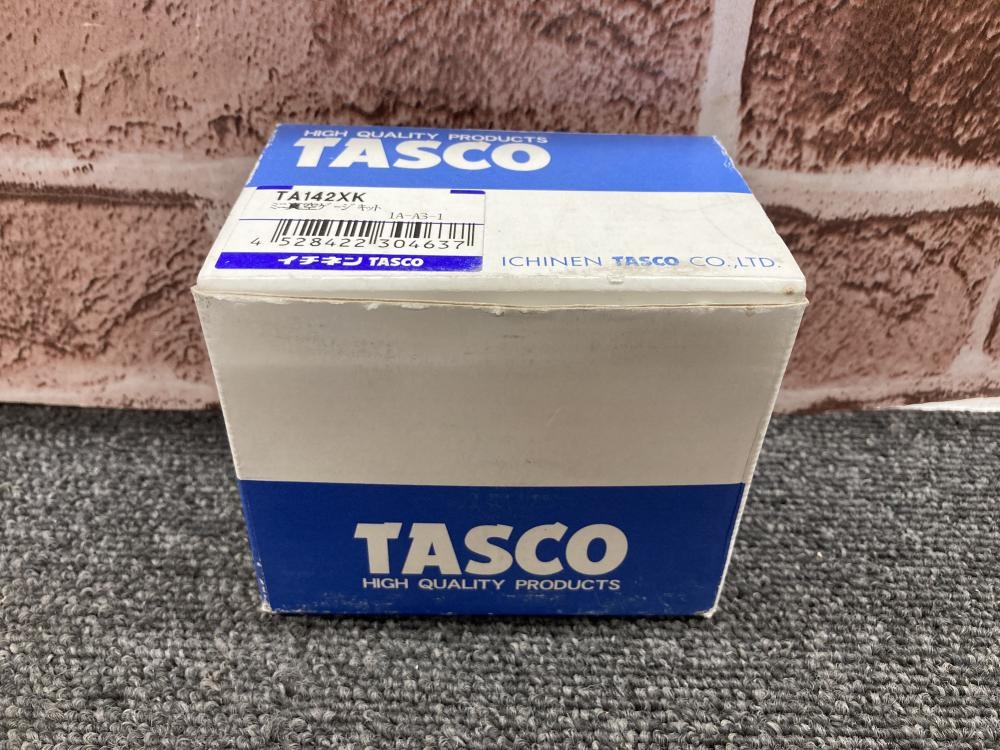 HIGH QUALITY PRODUCTS
TASCO
TA142XK
ミニ真空ゲージキット
1A-A3-1
4 528422 304637
イチネン TASCO
ICHINEN TASCO CO.,LTD.
TASCO
HIGH QUALITY PRODUCTS